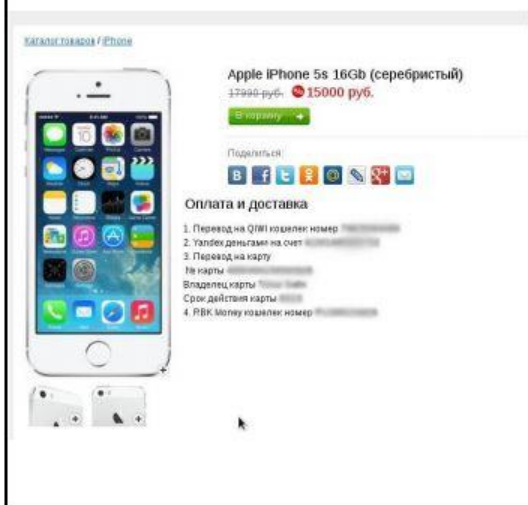 Каталог товаров / iPhone
Apple iPhone 5s 16Gb (серебристый)
17990 руб. % 15000 руб.
В корзину
Поделиться:
Оплата и доставка
1. Перевод на QIWI кошелек номер
2. Yandex деньгами на счет
3. Перевод на карту
№ карты
Владелец карты
Срок действия карты
4. RBK Money кошелек номер